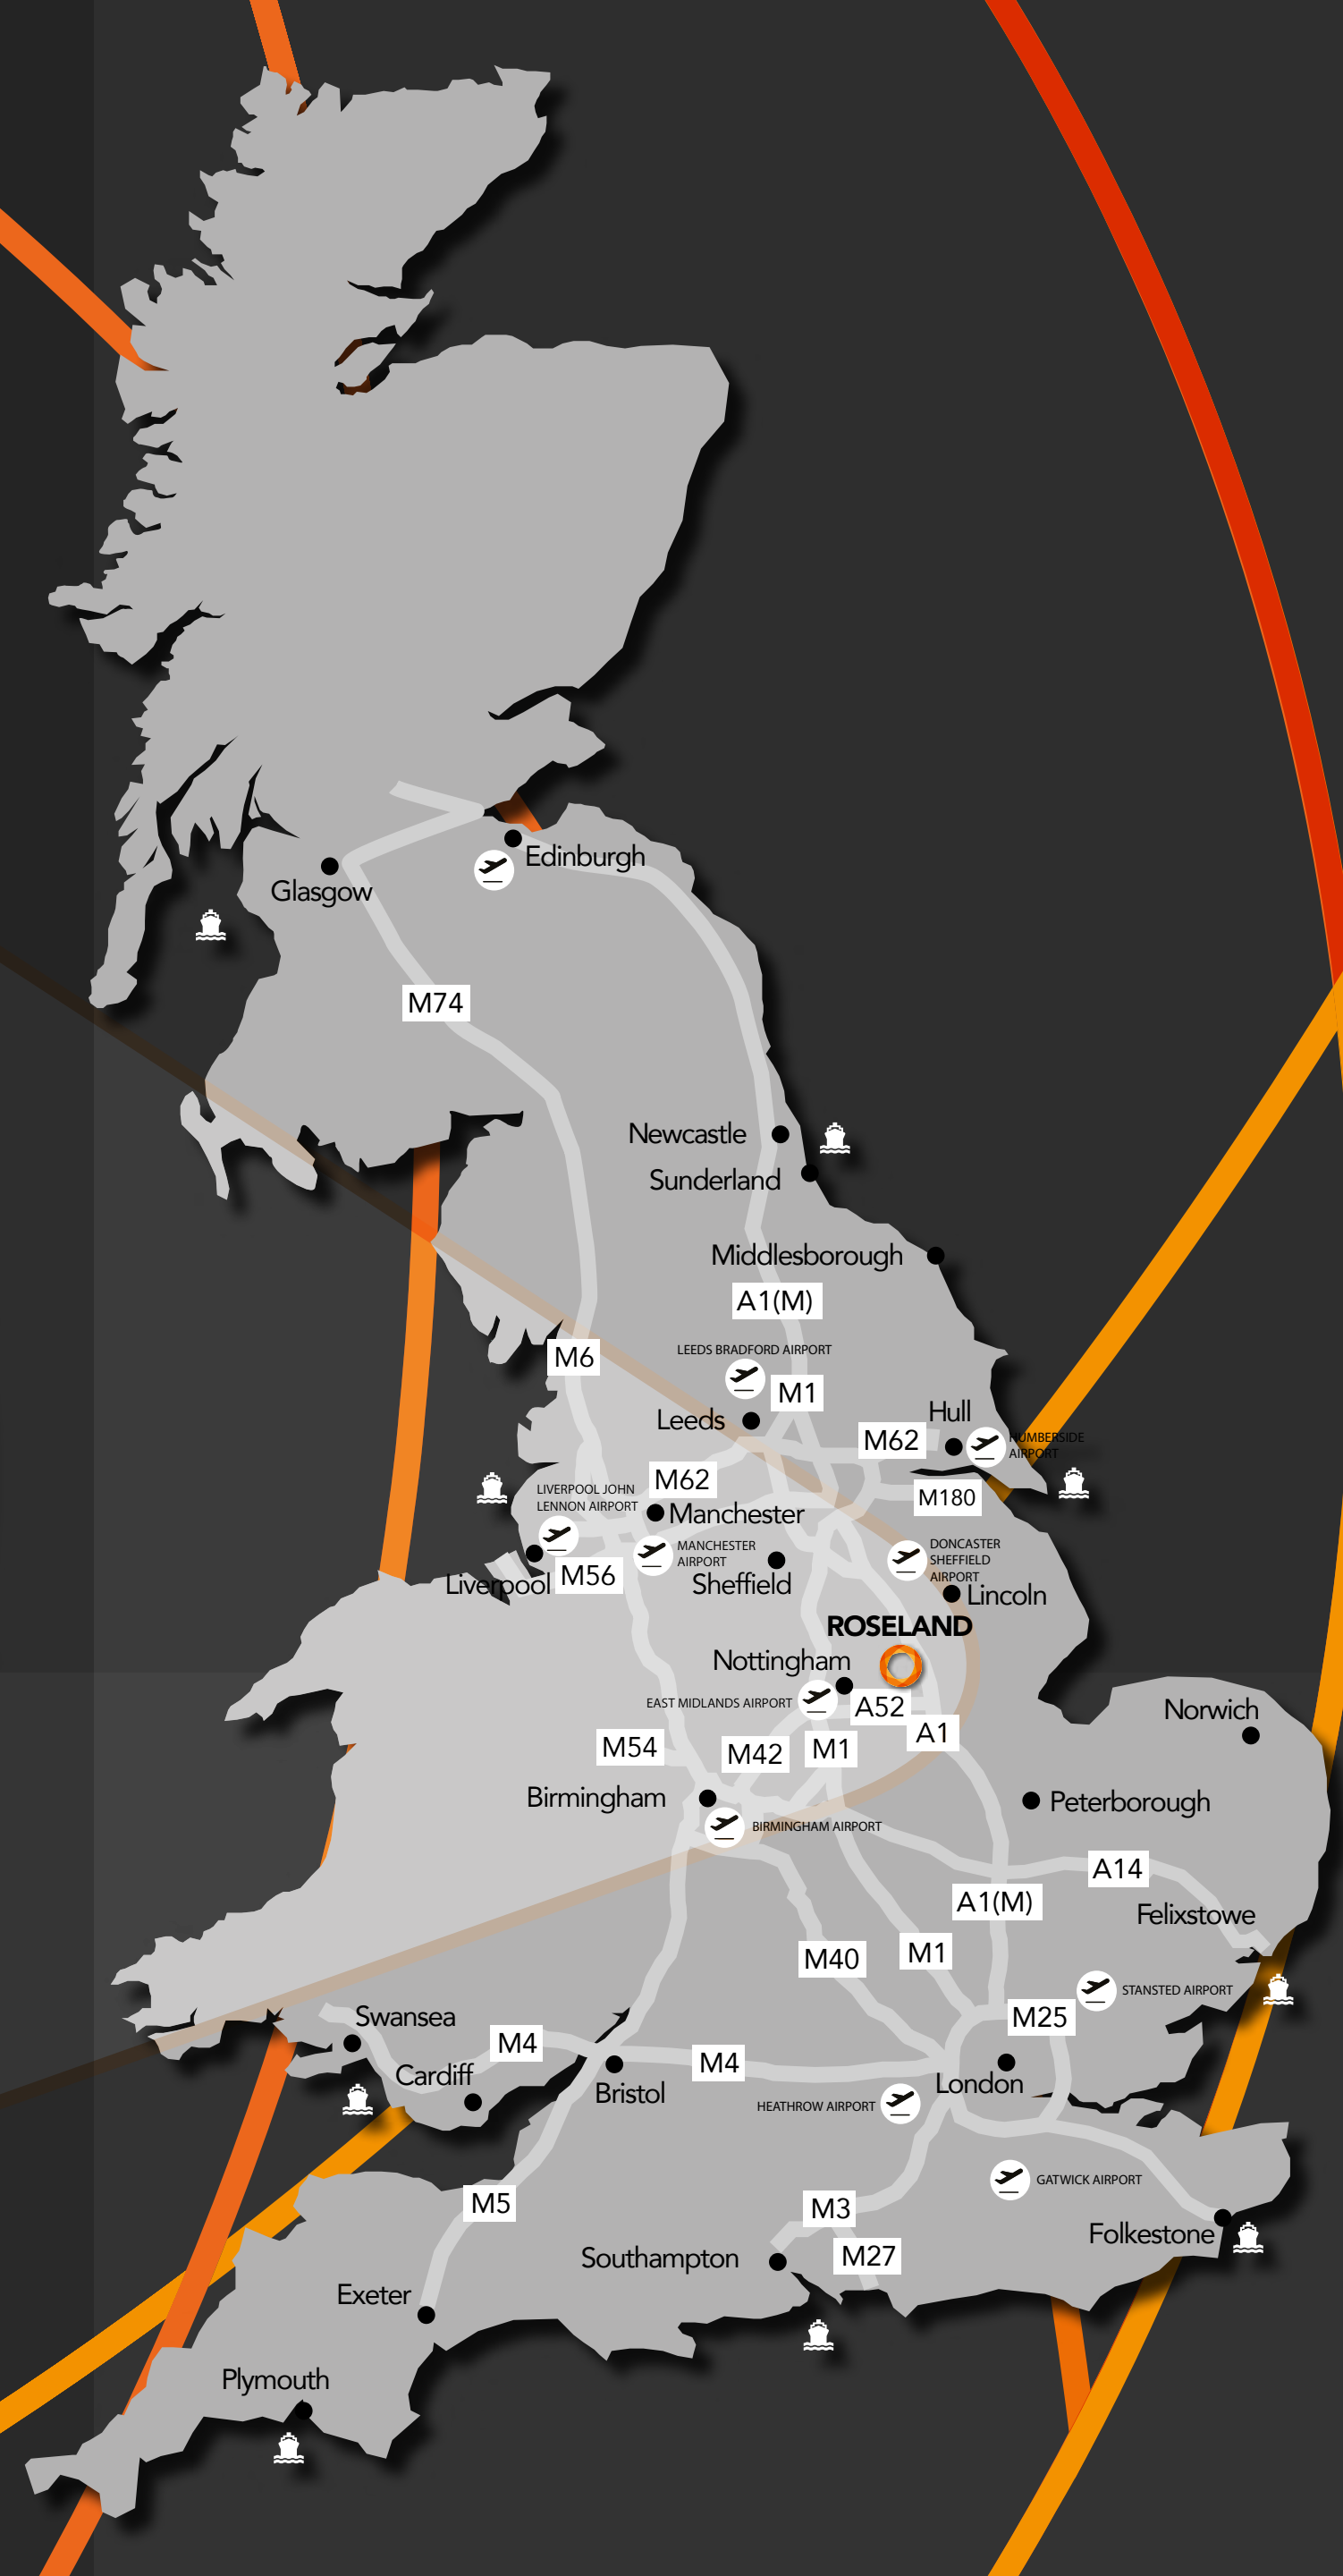 Edinburgh
Glasgow
M74
Newcastle
Sunderland
Middlesborough
A1(M)
LEEDS BRADFORD AIRPORT
M6
M1
Leeds
Hull
M62
HUMBERSIDE
AIRPORT
M62
LIVERPOOL JOHN
LENNON AIRPORT
M180
Manchester
MANCHESTER
AIRPORT
DONCASTER
SHEFFIELD
AIRPORT
Liverpool
M56
Sheffield
Lincoln
ROSELAND
Nottingham
EAST MIDLANDS AIRPORT
A52
Norwich
A1
M54
M42
M1
Birmingham
Peterborough
BIRMINGHAM AIRPORT
A14
A1(M)
Felixstowe
M40
M1
STANSTED AIRPORT
Swansea
M25
M4
M4
Cardiff
London
Bristol
HEATHROW AIRPORT
GATWICK AIRPORT
M5
M3
Folkestone
Southampton
M27
Exeter
Plymouth